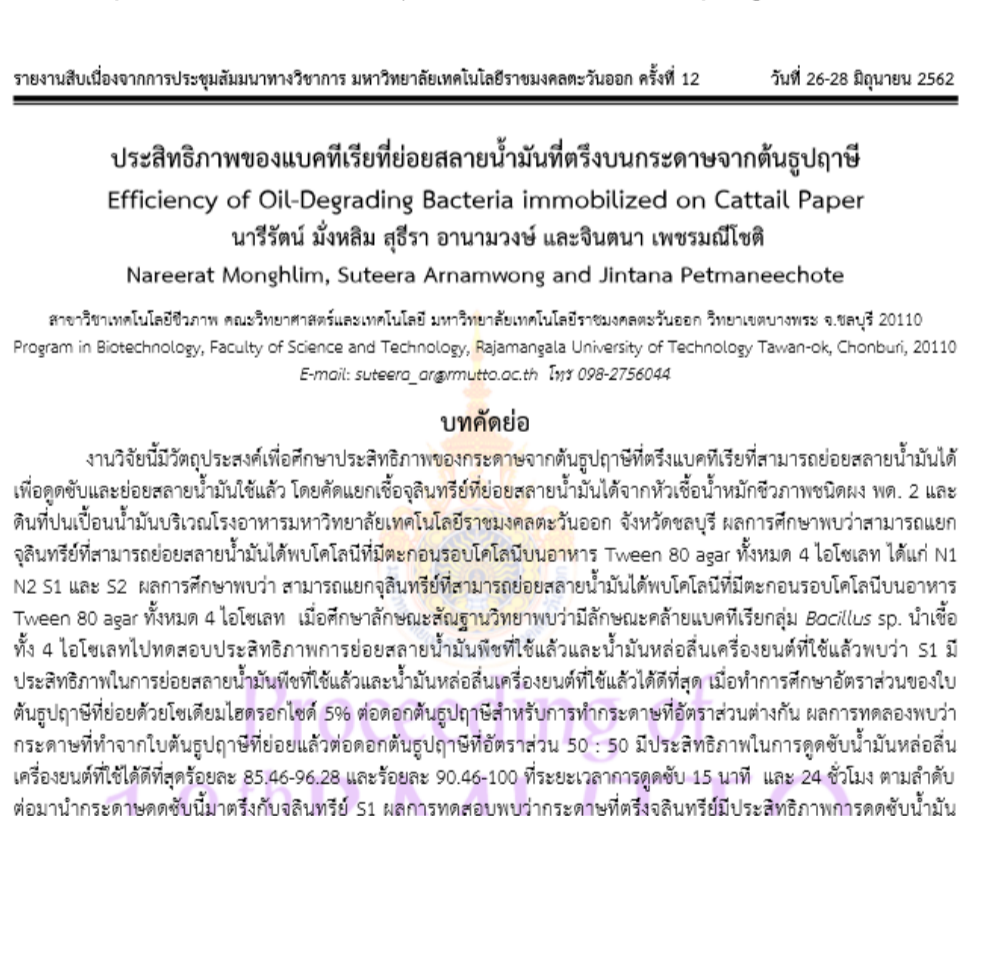 รายงานสืบเนื่องจากการประชุมสัมมนาทางวิชาการ มหาวิทยาลัยเทคโนโลยีราชมงคลตะวันออก ครั้งที่ 12 วันที่ 26-28 มิถุนายน 2562
ประสิทธิภาพของแบคทีเรียที่ย่อยสลายน้ำมันที่ตรึงบนกระดาษจากต้นธูปฤาษี
Efficiency of Oil-Degrading Bacteria immobilized on Cattail Paper
นารีรัตน์ มั่งหลิม สุธีรา อานามวงษ์ และจินตนา เพชรมณีโชติ
Nareerat Monghlim, Suteera Arnamwong and Jintana Petmaneechote
สาขาวิชาเทคโนโลยีชีวภาพ คณะวิทยาศาสตร์และเทคโนโลยี มหาวิทยาลัยเทคโนโลยีราชมงคลตะวันออก วิทยาเขตบางพระ จ.ชลบุรี 20110
Program in Biotechnology, Faculty of Science and Technology, Rajamangala University of Technology Tawan-ok, Chonburi, 20110
E-mail: suteera_ar@rmutto.ac.th โทร 098-2756044
บทคัดย่อ
งานวิจัยนี้มีวัตถุประสงค์เพื่อศึกษาประสิทธิภาพของกระดาษจากต้นธูปฤาษีที่ตรึงแบคทีเรียที่สามารถย่อยสลายน้ำมันได้
เพื่อดูดซับและย่อยสลายน้ำมันใช้แล้ว โดยคัดแยกเชื้อจุลินทรีย์ที่ย่อยสลายน้ำมันได้จากหัวเชื้อน้ำหมักชีวภาพชนิดผง พด. 2 และ
ดินที่ปนเปื้อนน้ำมันบริเวณโรงอาหารมหาวิทยาลัยเทคโนโลยีราชมงคลตะวันออก จังหวัดชลบุรี ผลการศึกษาพบว่าสามารถแยก
จุลินทรีย์ที่สามารถย่อยสลายน้ำมันได้พบโคโลนีที่มีตะกอนรอบโคโลนีบนอาหาร Tween 80 agar ทั้งหมด 4 ไอโซเลท ได้แก่ N1
N2 S1 และ S2 ผลการศึกษาพบว่า สามารถแยกจุลินทรีย์ที่สามารถย่อยสลายน้ำมันได้พบโคโลนีที่มีตะกอนรอบโคโลนีบนอาหาร
Tween 80 agar ทั้งหมด 4 ไอโซเลท เมื่อศึกษาลักษณะสัณฐานวิทยาพบว่ามีลักษณะคล้ายแบคทีเรียกลุ่ม Bacillus sp. นำเชื้อ
ทั้ง 4 ไอโซเลทไปทดสอบประสิทธิภาพการย่อยสลายน้ำมันพืชที่ใช้แล้วและน้ำมันหล่อลื่นเครื่องยนต์ที่ใช้แล้วพบว่า S1 มี
ประสิทธิภาพในการย่อยสลายน้ำมันพืชที่ใช้แล้วและน้ำมันหล่อลื่นเครื่องยนต์ที่ใช้แล้วได้ดีที่สุด เมื่อทำการศึกษาอัตราส่วนของใบ
ต้นธูปฤาษีที่ย่อยด้วยโซเดียมไฮดรอกไซด์ 5% ต่อดอกต้นธูปฤาษีสำหรับการทำกระดาษที่อัตราส่วนต่างกัน ผลการทดลองพบว่า
กระดาษที่ทำจากใบต้นธูปฤาษีที่ย่อยแล้วต่อดอกต้นธูปฤาษีที่อัตราส่วน 50 : 50 มีประสิทธิภาพในการดูดซับน้ำมันหล่อลื่น
เครื่องยนต์ที่ใช้ได้ดีที่สุดร้อยละ 85.46-96.28 และร้อยละ 90.46-100 ที่ระยะเวลาการดูดซับ 15 นาที และ 24 ชั่วโมง ตามลำดับ
ต่อมานำกระดาษดูดซับนี้มาตรึงกับจุลินทรีย์ S1 ผลการทดสอบพบว่ากระดาษที่ตรึงจุลินทรีย์มีประสิทธิภาพการดูดซับน้ำมัน
Proceeding of